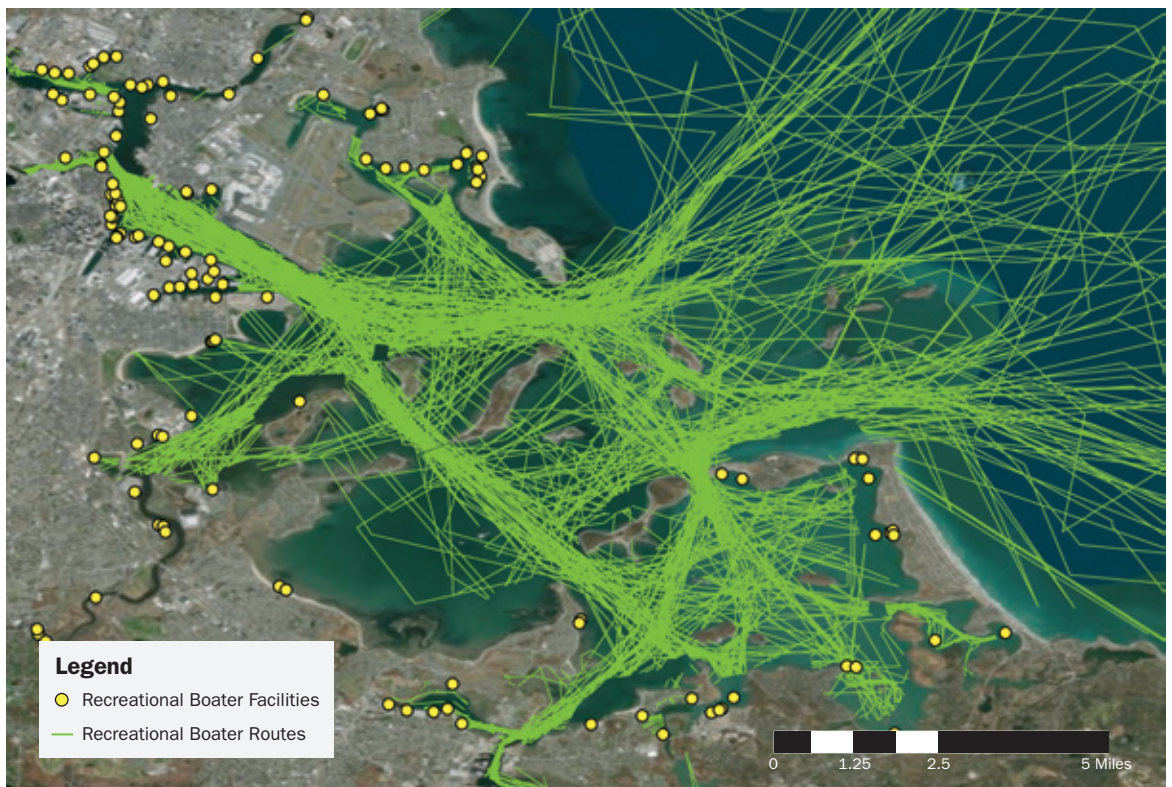 Legend
Recreational Boater Facilities
Recreational Boater Routes
0 1.25 2.5 5 Miles